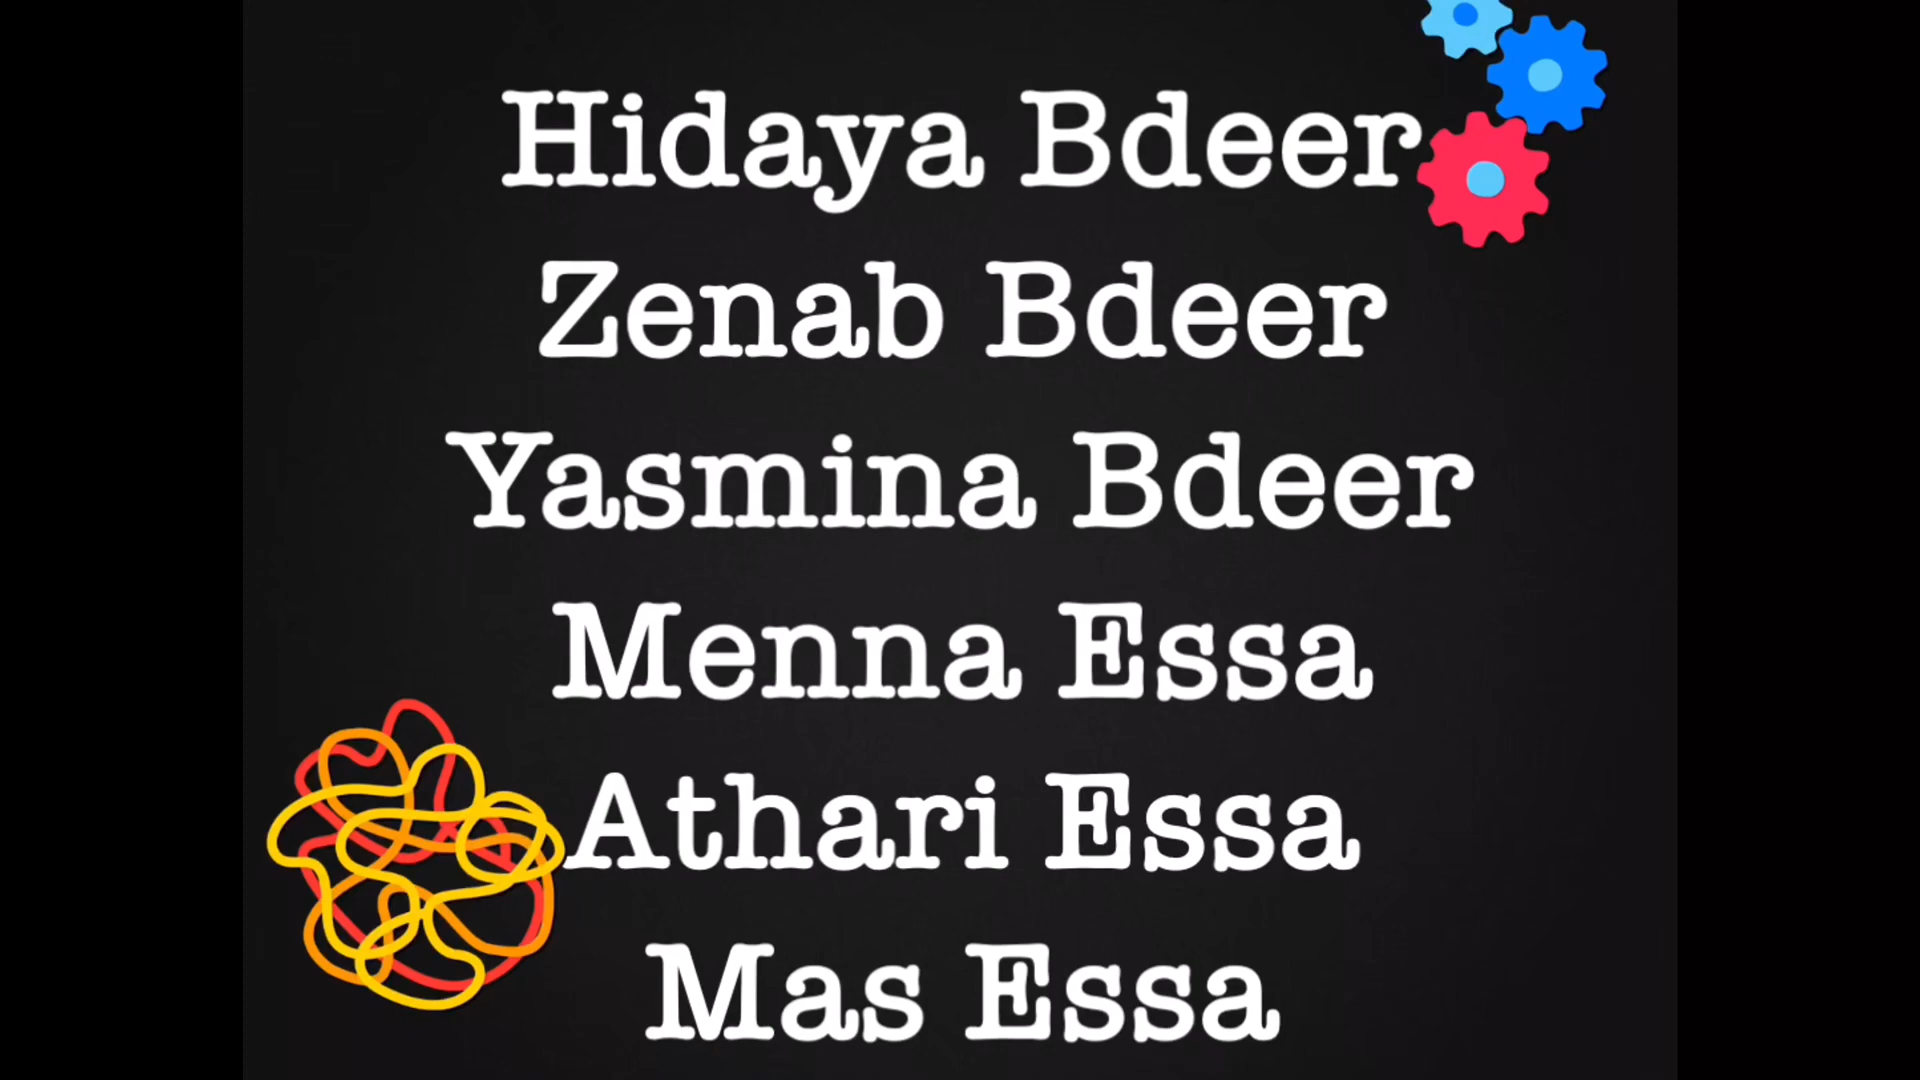 Hidaya Bdeer
Zenab Bdeer
Yasmina Bdeer
Menna Essa
Athari Essa
Mas Essa